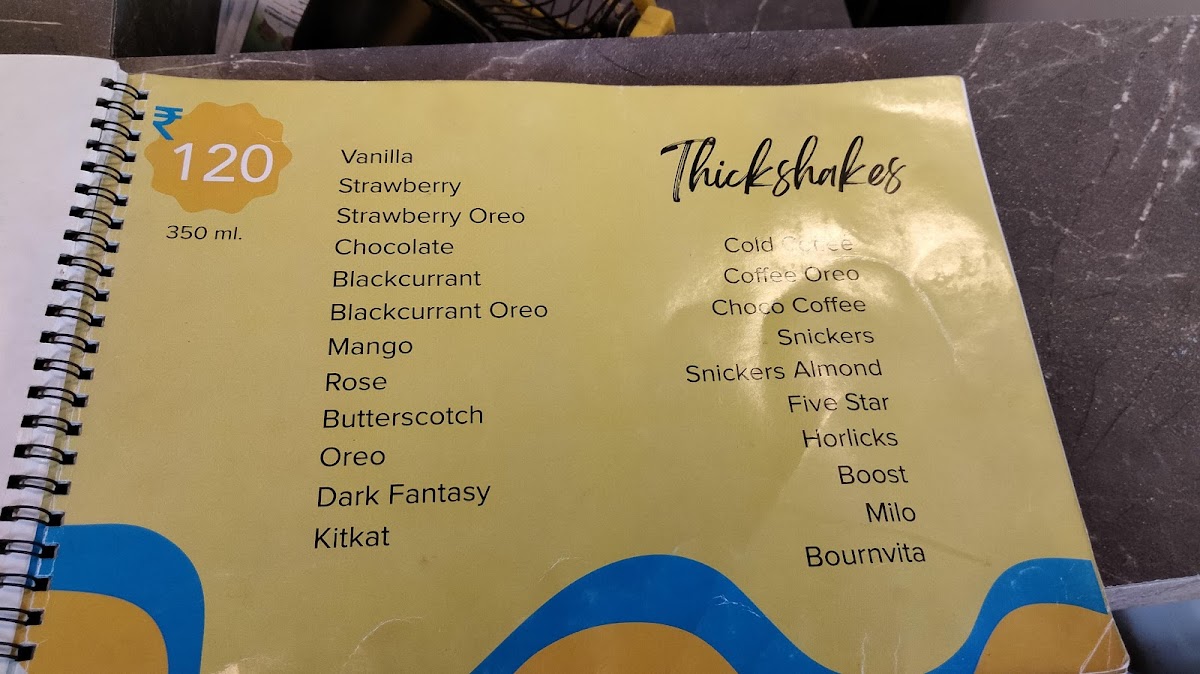 ₹
120
350 ml.
Vanilla
Strawberry
Strawberry Oreo
Chocolate
Blackcurrant
Blackcurrant Oreo
Mango
Rose
Butterscotch
Oreo
Dark Fantasy
Kitkat
Thickshakes
Cold Coffee
Coffee Oreo
Choco Coffee
Snickers
Snickers Almond
Five Star
Horlicks
Boost
Milo
Bournvita